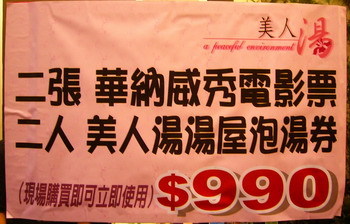 美人湯
a peaceful environment
二張 華納威秀電影票
二人 美人湯湯屋泡湯券
(現場購買即可立即使用) $990